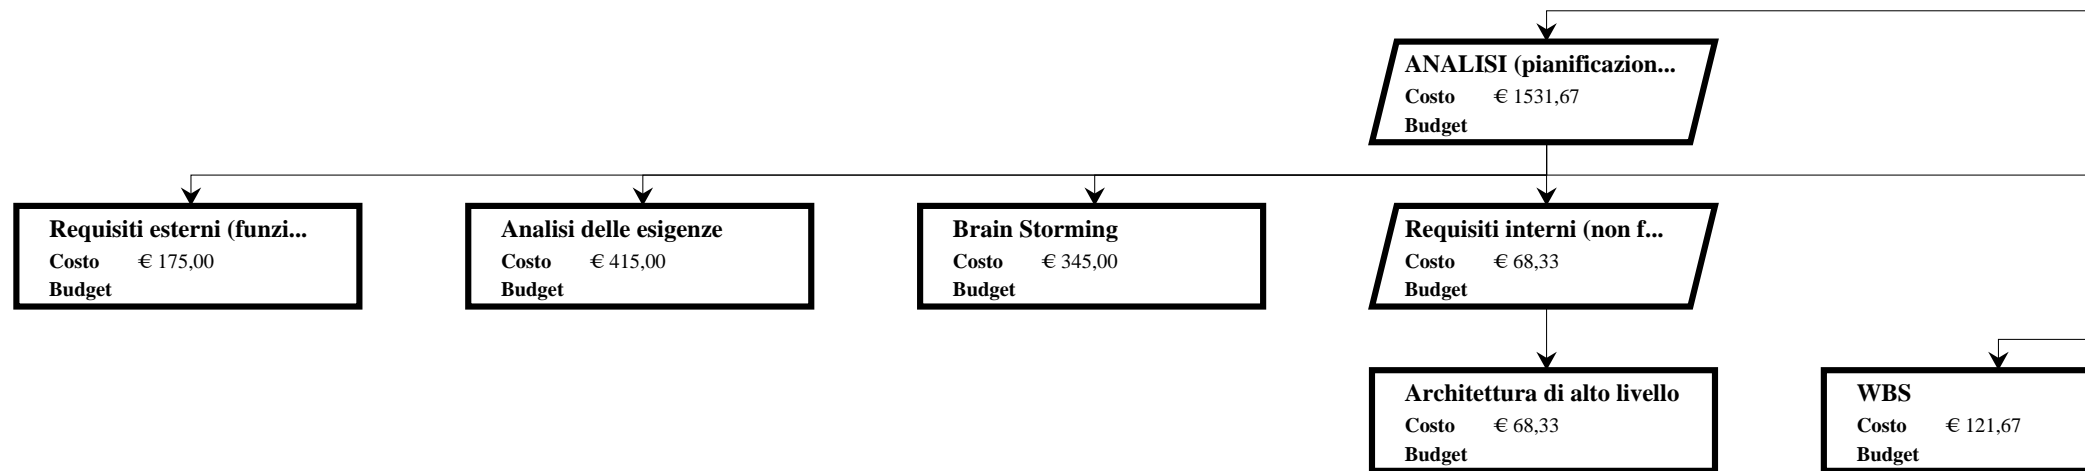 ANALISI (pianificazion...
Costo € 1531,67
Budget
Requisiti esterni (funzi...
Costo € 175,00
Budget
Analisi delle esigenze
Costo € 415,00
Budget
Brain Storming
Costo € 345,00
Budget
Requisiti interni (non f...
Costo € 68,33
Budget
Architettura di alto livello
Costo € 68,33
Budget
WBS
Costo € 121,67
Budget